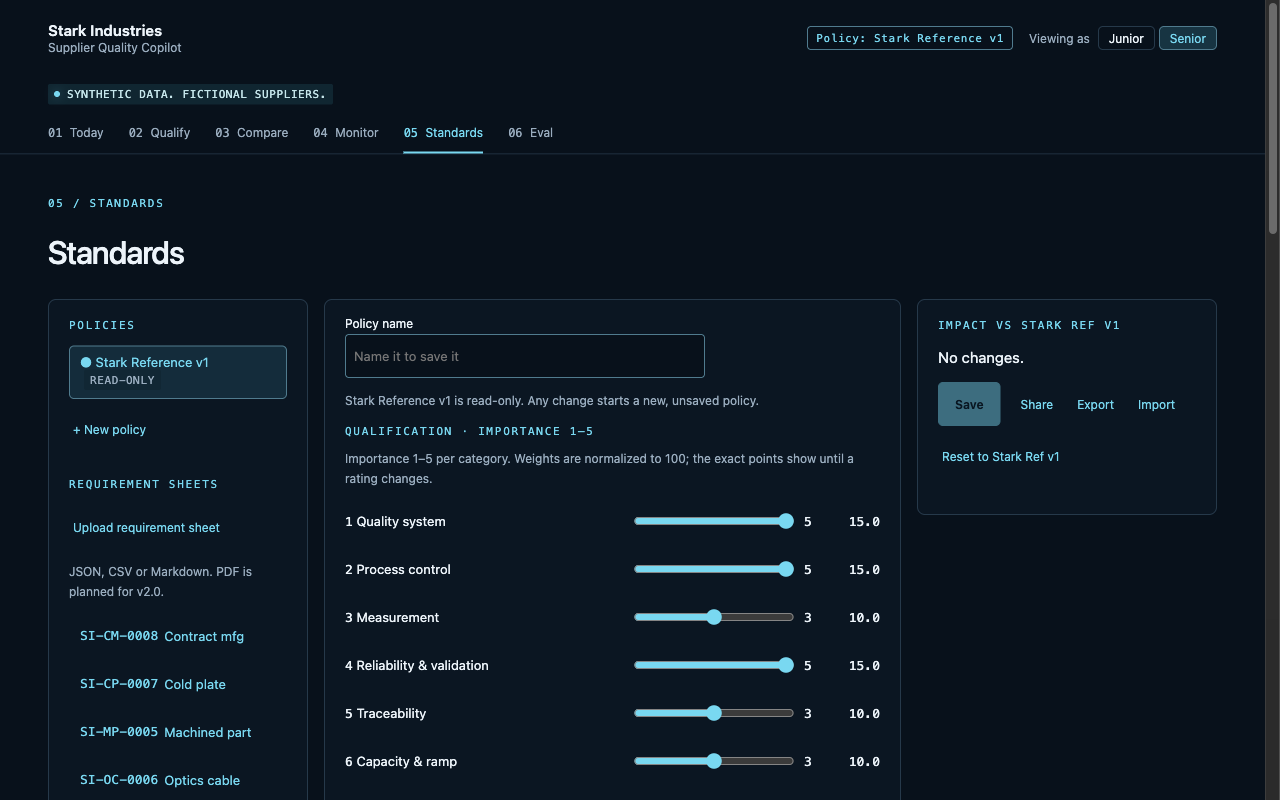 Stark Industries
Supplier Quality Copilot
Policy: Stark Reference v1
Viewing as
Junior
Senior
SYNTHETIC DATA. FICTIONAL SUPPLIERS.
01 Today
02 Qualify
03 Compare
04 Monitor
05 Standards
06 Eval
05 / STANDARDS
Standards
POLICIES
Stark Reference v1
READ-ONLY
+ New policy
REQUIREMENT SHEETS
Upload requirement sheet
JSON, CSV or Markdown. PDF is
planned for v2.0.
SI-CM-0008 Contract mfg
SI-CP-0007 Cold plate
SI-MP-0005 Machined part
SI-OC-0006 Optics cable
Policy name
Name it to save it
Stark Reference v1 is read-only. Any change starts a new, unsaved policy.
QUALIFICATION · IMPORTANCE 1–5
Importance 1–5 per category. Weights are normalized to 100; the exact points show until a
rating changes.
1 Quality system 5 15.0
2 Process control 5 15.0
3 Measurement 3 10.0
4 Reliability & validation 5 15.0
5 Traceability 3 10.0
6 Capacity & ramp 3 10.0
IMPACT VS STARK REF V1
No changes.
Save
Share
Export
Import
Reset to Stark Ref v1